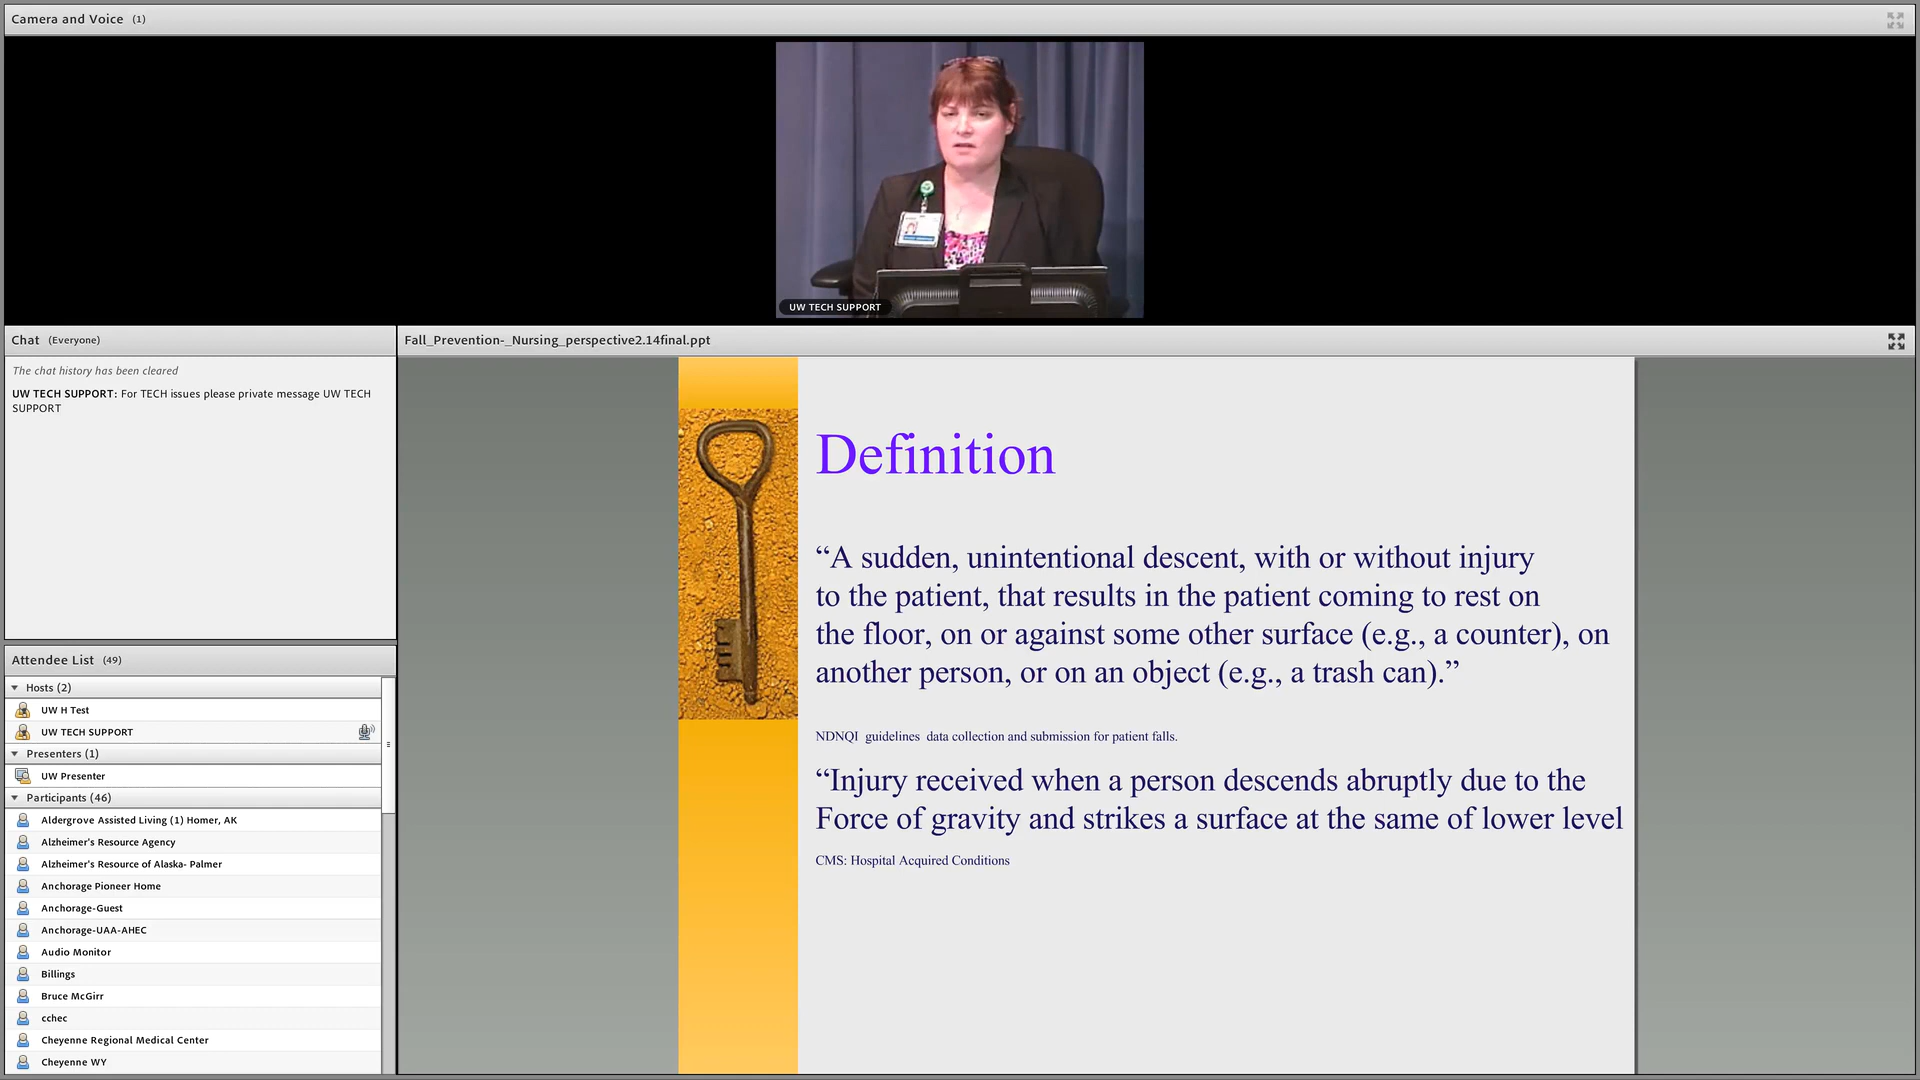 Camera and Voice (1)
UW TECH SUPPORT
Chat (Everyone)
The chat history has been cleared
UW TECH SUPPORT: For TECH issues please private message UW TECH
SUPPORT
Attendee List (49)
Hosts (2)
UW H Test
UW TECH SUPPORT
Presenters (1)
UW Presenter
Participants (46)
Aldergrove Assisted Living (1) Homer, AK
Alzheimer's Resource Agency
Alzheimer's Resource of Alaska- Palmer
Anchorage Pioneer Home
Anchorage-Guest
Anchorage-UAA-AHEC
Audio Monitor
Billings
Bruce McGirr
cchec
Cheyenne Regional Medical Center
Cheyenne WY
Fall_Prevention-_Nursing_perspective2.14final.ppt
Definition
“A sudden, unintentional descent, with or without injury
to the patient, that results in the patient coming to rest on
the floor, on or against some other surface (e.g., a counter), on
another person, or on an object (e.g., a trash can).”
NDNQI guidelines data collection and submission for patient falls.
“Injury received when a person descends abruptly due to the
Force of gravity and strikes a surface at the same of lower level
CMS: Hospital Acquired Conditions